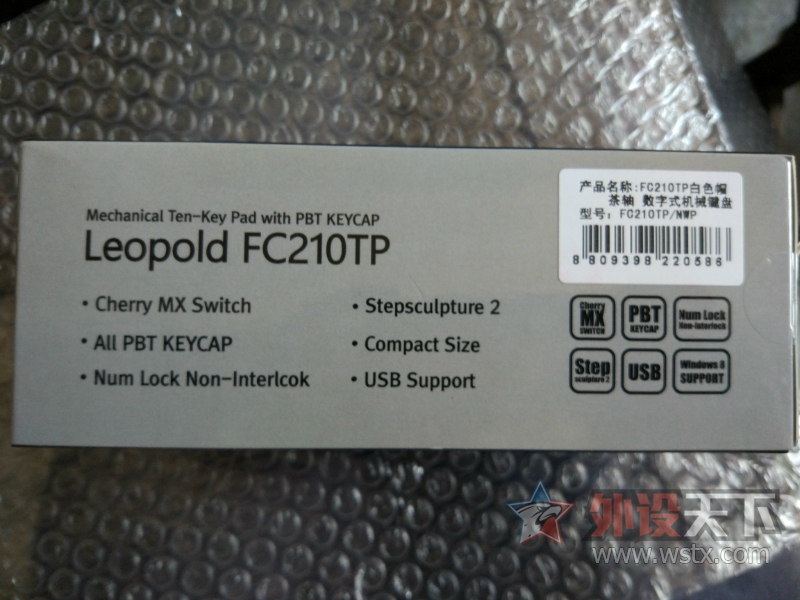 Mechanical Ten-Key Pad with PBT KEYCAP
Leopold FC210TP
产品名称:FC210TP白色帽
茶轴 数字式机械键盘
型号: FC210TP/NWP
8 809398 220586
• Cherry MX Switch
• All PBT KEYCAP
• Num Lock Non-Interlcok
• Stepsculpture 2
• Compact Size
• USB Support
Cherry
MX
SWITCH
PBT
KEYCAP
Num Lock
Non-Interlock
Step
sculpture 2
USB
Windows 8
SUPPORT
外设天下
www.wstx.com